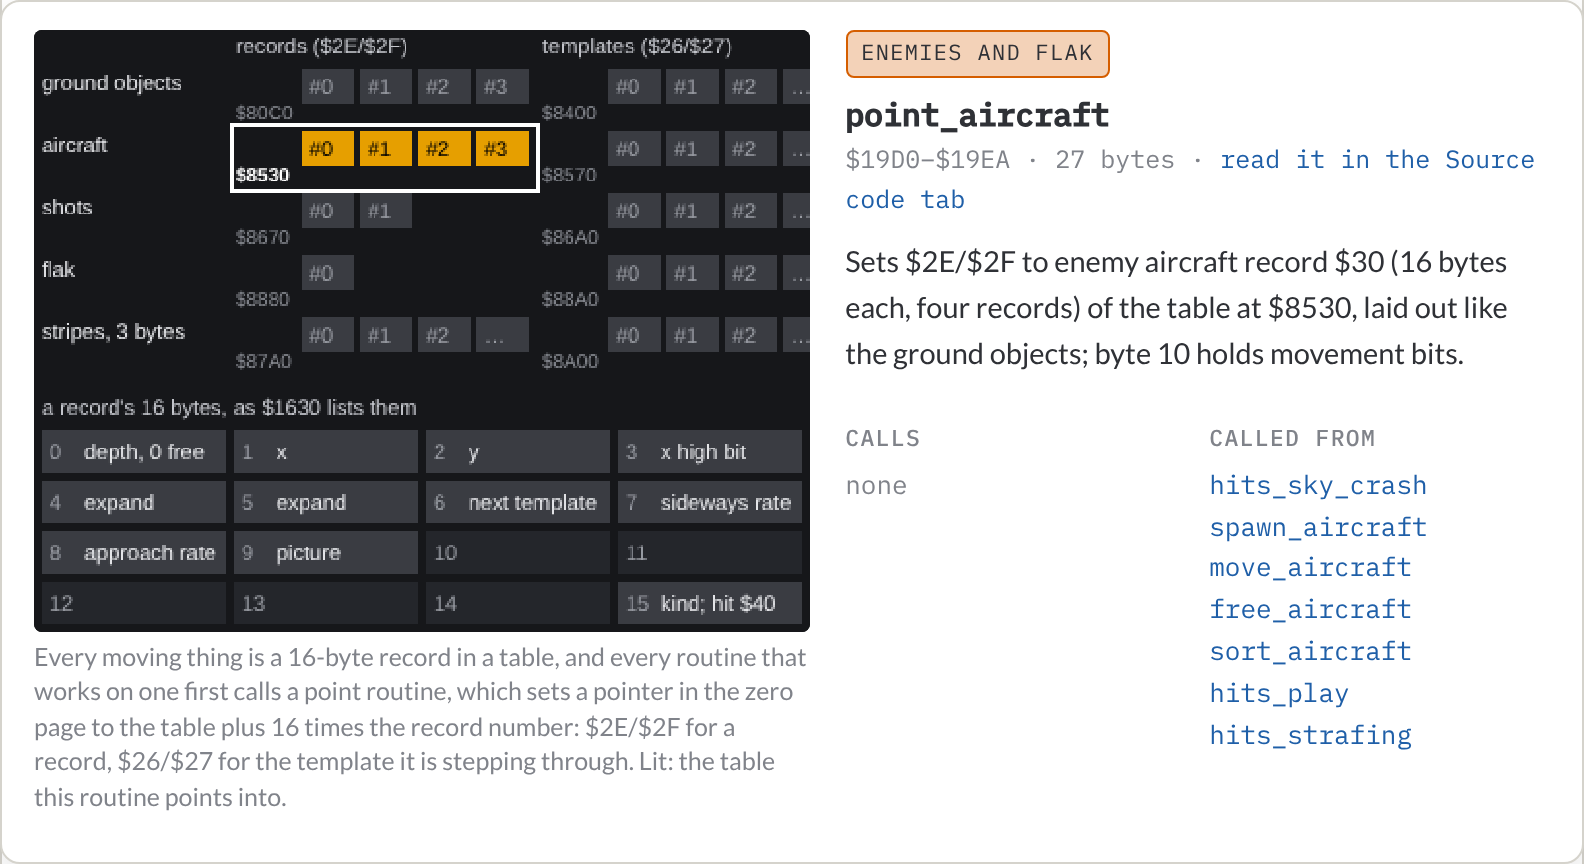 records ($2E/$2F) templates ($26/$27)
ground objects #0 #1 #2 #3 #0 #1 #2 ...
$80C0 $8400
aircraft #0 #1 #2 #3 #0 #1 #2 ...
$8530 $8570
shots #0 #1 #0 #1 #2 ...
$8670 $86A0
flak #0 #0 #1 #2 ...
$8880 $88A0
stripes, 3 bytes #0 #1 #2 ... #0 #1 #2 ...
$87A0 $8A00
a record's 16 bytes, as $1630 lists them
0 depth, 0 free 1 x 2 y 3 x high bit
4 expand 5 expand 6 next template 7 sideways rate
8 approach rate 9 picture 10 11
12 13 14 15 kind; hit $40
Every moving thing is a 16-byte record in a table, and every routine that
works on one first calls a point routine, which sets a pointer in the zero
page to the table plus 16 times the record number: $2E/$2F for a
record, $26/$27 for the template it is stepping through. Lit: the table
this routine points into.
ENEMIES AND FLAK
point_aircraft
$19D0–$19EA · 27 bytes · read it in the Source
code tab
Sets $2E/$2F to enemy aircraft record $30 (16 bytes
each, four records) of the table at $8530, laid out like
the ground objects; byte 10 holds movement bits.
CALLS
none
CALLED FROM
hits_sky_crash
spawn_aircraft
move_aircraft
free_aircraft
sort_aircraft
hits_play
hits_strafing